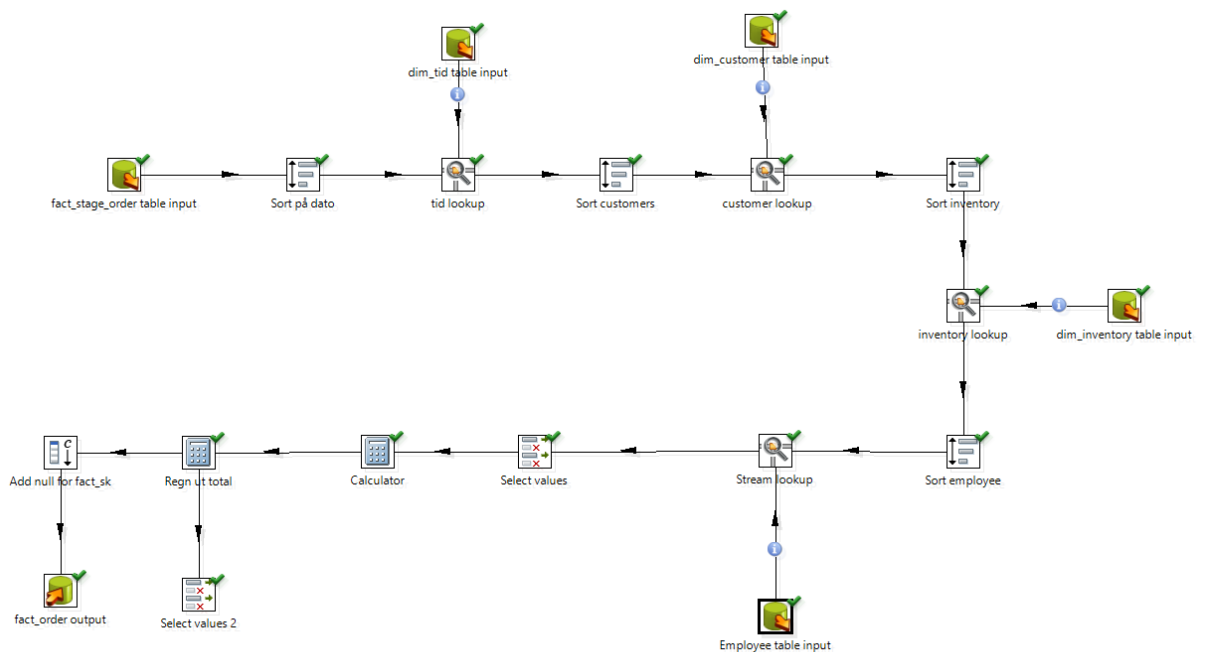 dim_tid table input
dim_customer table input
fact_stage_order table input
Sort på dato
tid lookup
Sort customers
customer lookup
Sort inventory
inventory lookup
dim_inventory table input
Add null for fact_sk
Regn ut total
Calculator
Select values
Stream lookup
Sort employee
fact_order output
Select values 2
Employee table input